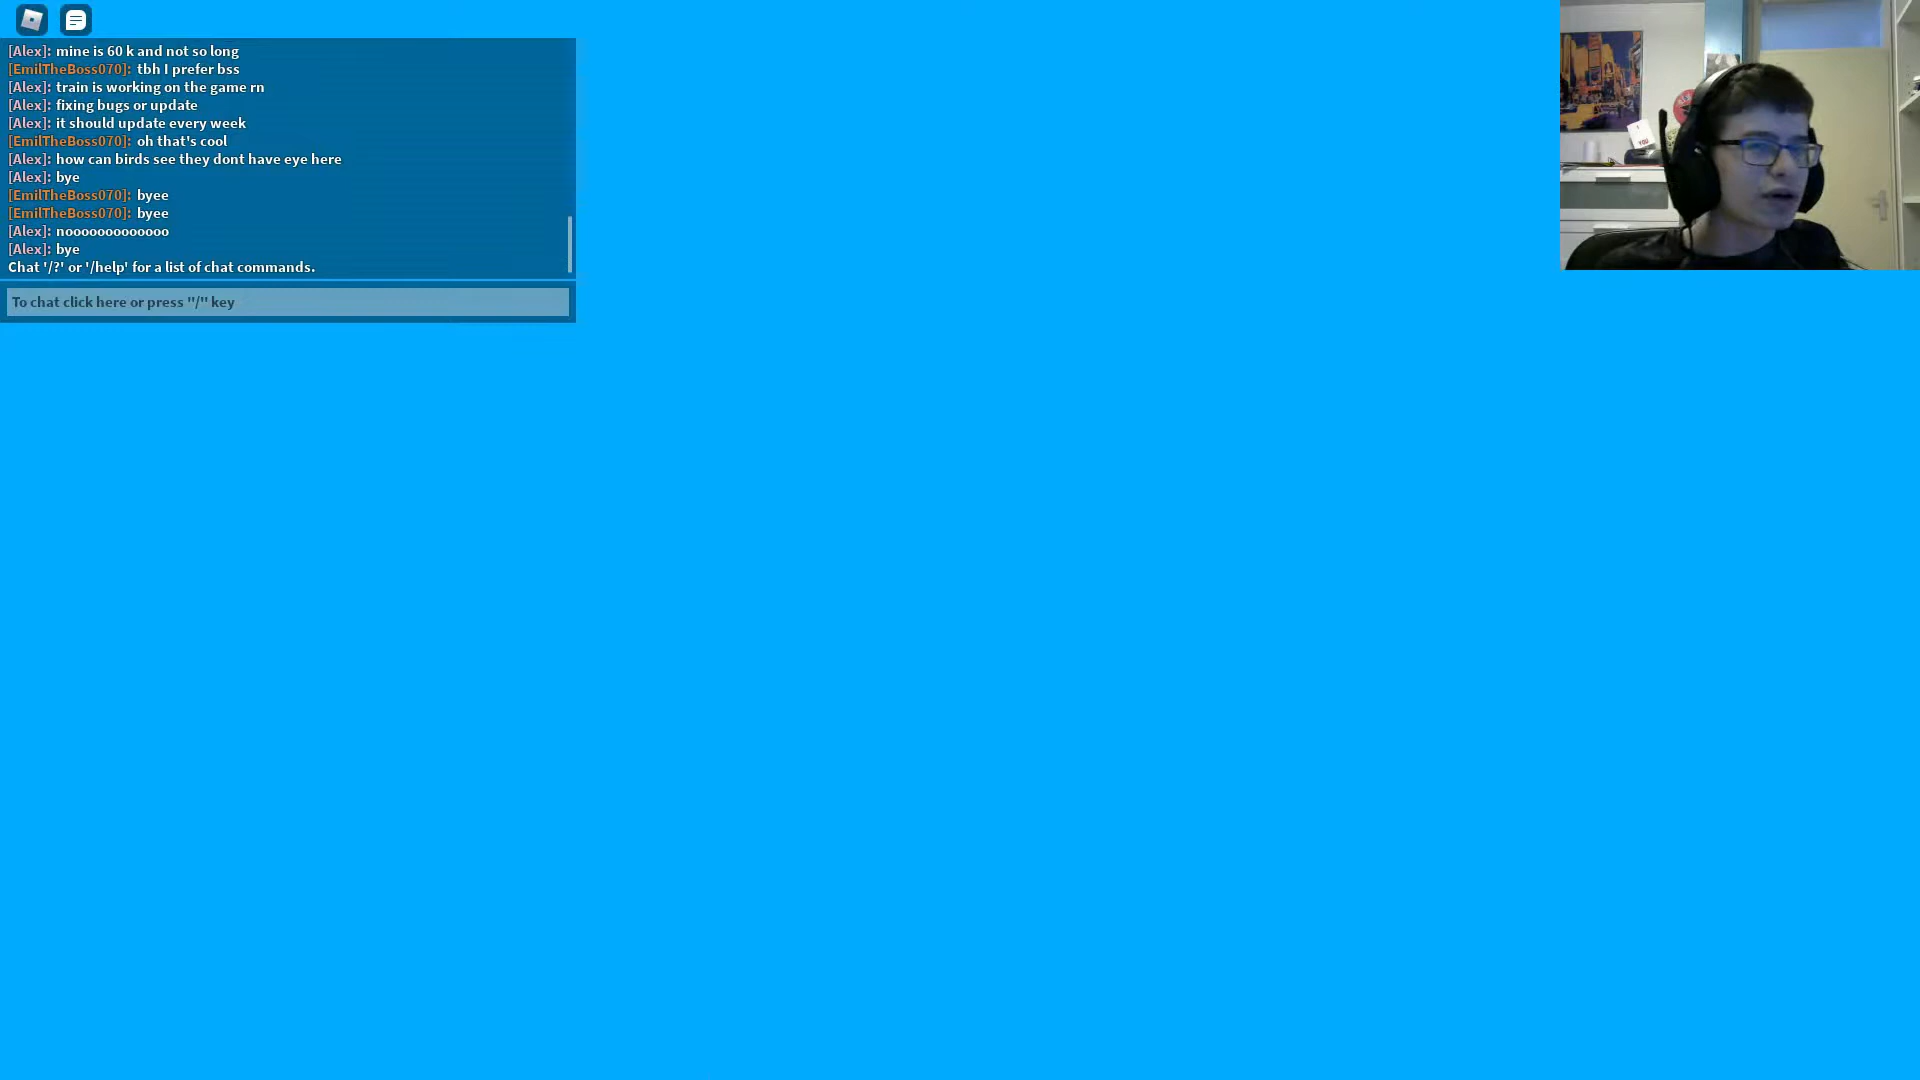 [Alex]: mine is 60 k and not so long
[EmilTheBoss070]: tbh I prefer bss
[Alex]: train is working on the game rn
[Alex]: fixing bugs or update
[Alex]: it should update every week
[EmilTheBoss070]: oh that's cool
[Alex]: how can birds see they dont have eye here
[Alex]: bye
[EmilTheBoss070]: byee
[EmilTheBoss070]: byee
[Alex]: nooooooooooooo
[Alex]: bye
Chat '/?' or '/help' for a list of chat commands.
To chat click here or press "/" key
YOU